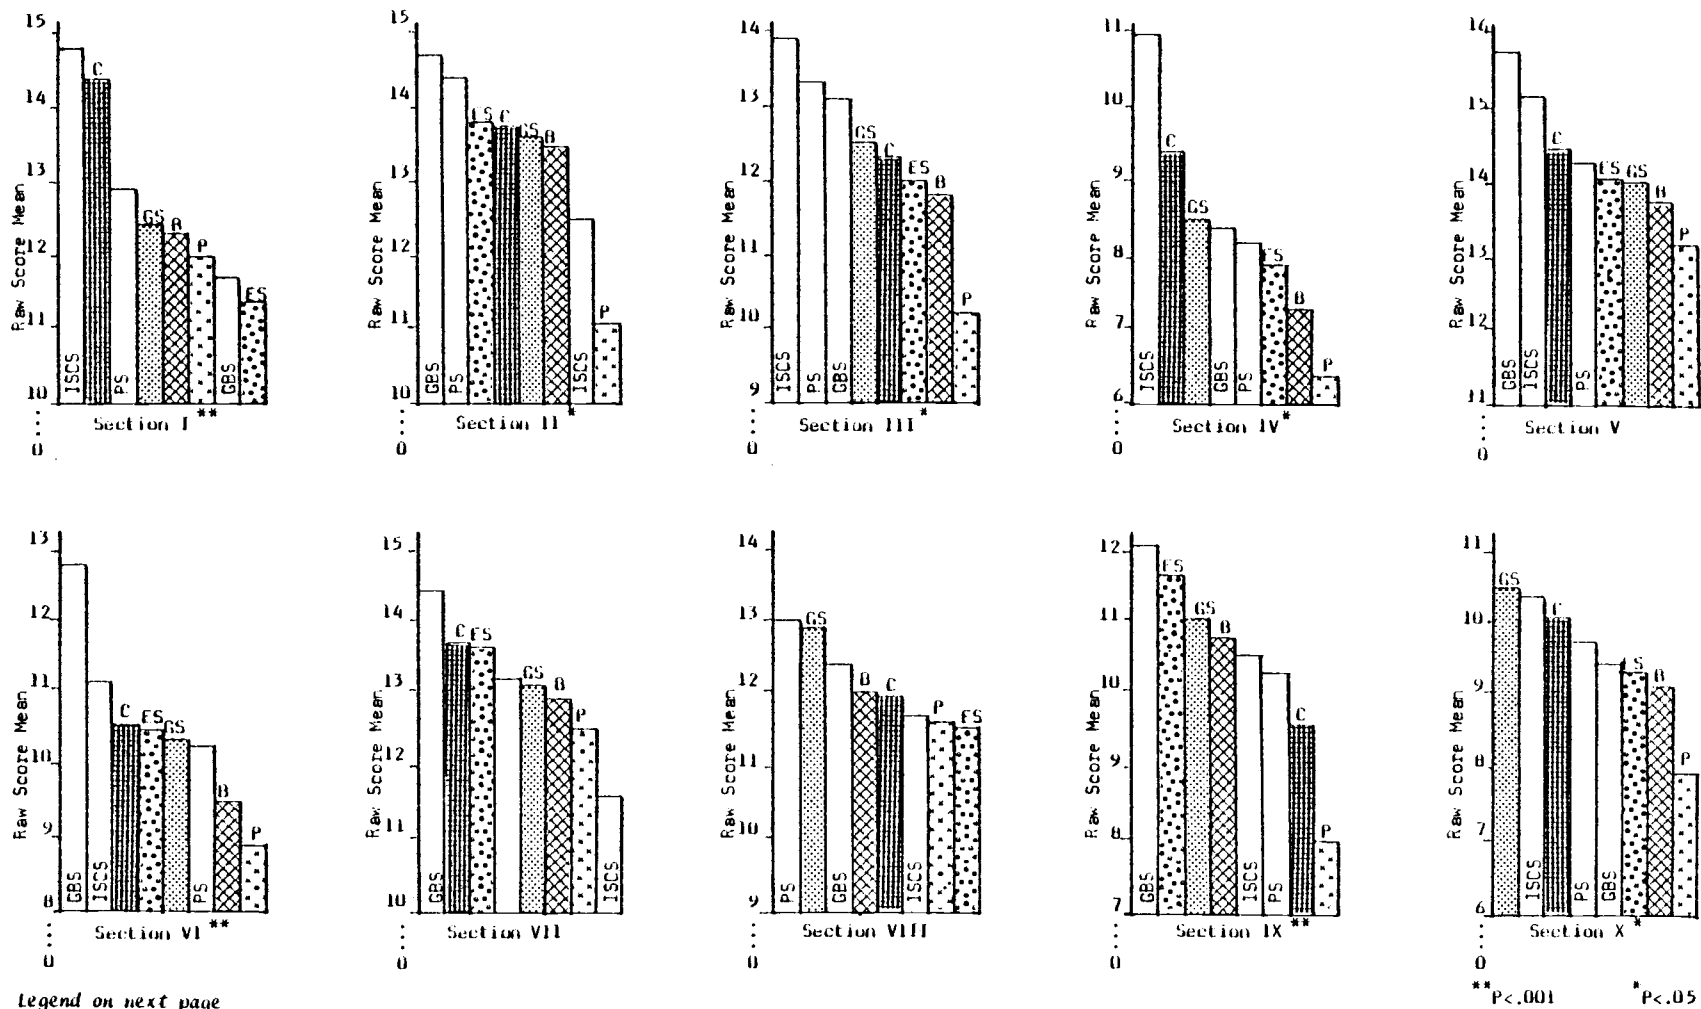 15
14
13
12
11
10
0
Raw Score Mean
ISCS
C
PS
GS
B
P
GBS
ES
Section I **
15
14
13
12
11
10
0
Raw Score Mean
GBS
PS
ES
C
GS
B
ISCS
P
Section II *
14
13
12
11
10
9
0
Raw Score Mean
ISCS
PS
GBS
GS
C
ES
B
P
Section III *
11
10
9
8
7
6
0
Raw Score Mean
ISCS
C
GS
GBS
PS
ES
B
P
Section IV *
14
15
14
13
12
11
0
Raw Score Mean
GBS
ISCS
C
PS
ES
GS
B
P
Section V
13
12
11
10
9
8
0
Raw Score Mean
GBS
ISCS
C
ES
GS
PS
B
P
Section VI **
15
14
13
12
11
10
0
Raw Score Mean
GBS
C
ES
GS
B
P
ISCS
Section VII
14
13
12
11
10
9
0
Raw Score Mean
PS
GS
GBS
B
C
ISCS
P
ES
Section VIII
12
11
10
9
8
7
0
Raw Score Mean
GBS
ES
GS
B
ISCS
PS
C
P
Section IX **
11
10
9
8
7
6
0
Raw Score Mean
GS
ISCS
C
PS
GBS
ES
B
P
Section X *
Legend on next page
**P<.001
*P<.05